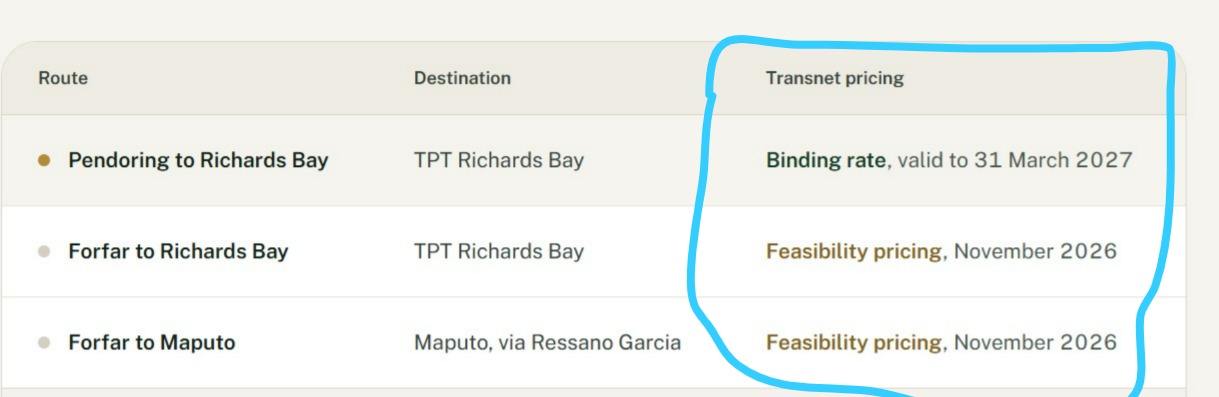 Route Destination Transnet pricing
Pendoring to Richards Bay TPT Richards Bay Binding rate, valid to 31 March 2027
Forfar to Richards Bay TPT Richards Bay Feasibility pricing, November 2026
Forfar to Maputo Maputo, via Ressano Garcia Feasibility pricing, November 2026